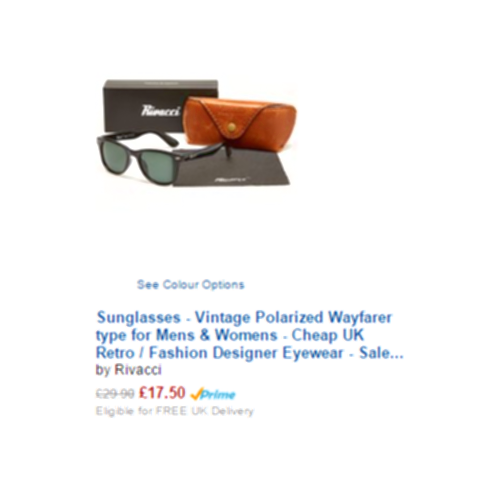 Rivacci
See Colour Options
Sunglasses - Vintage Polarized Wayfarer
type for Mens & Womens - Cheap UK
Retro / Fashion Designer Eyewear - Sale...
by Rivacci
£29.90 £17.50 Prime
Eligible for FREE UK Delivery